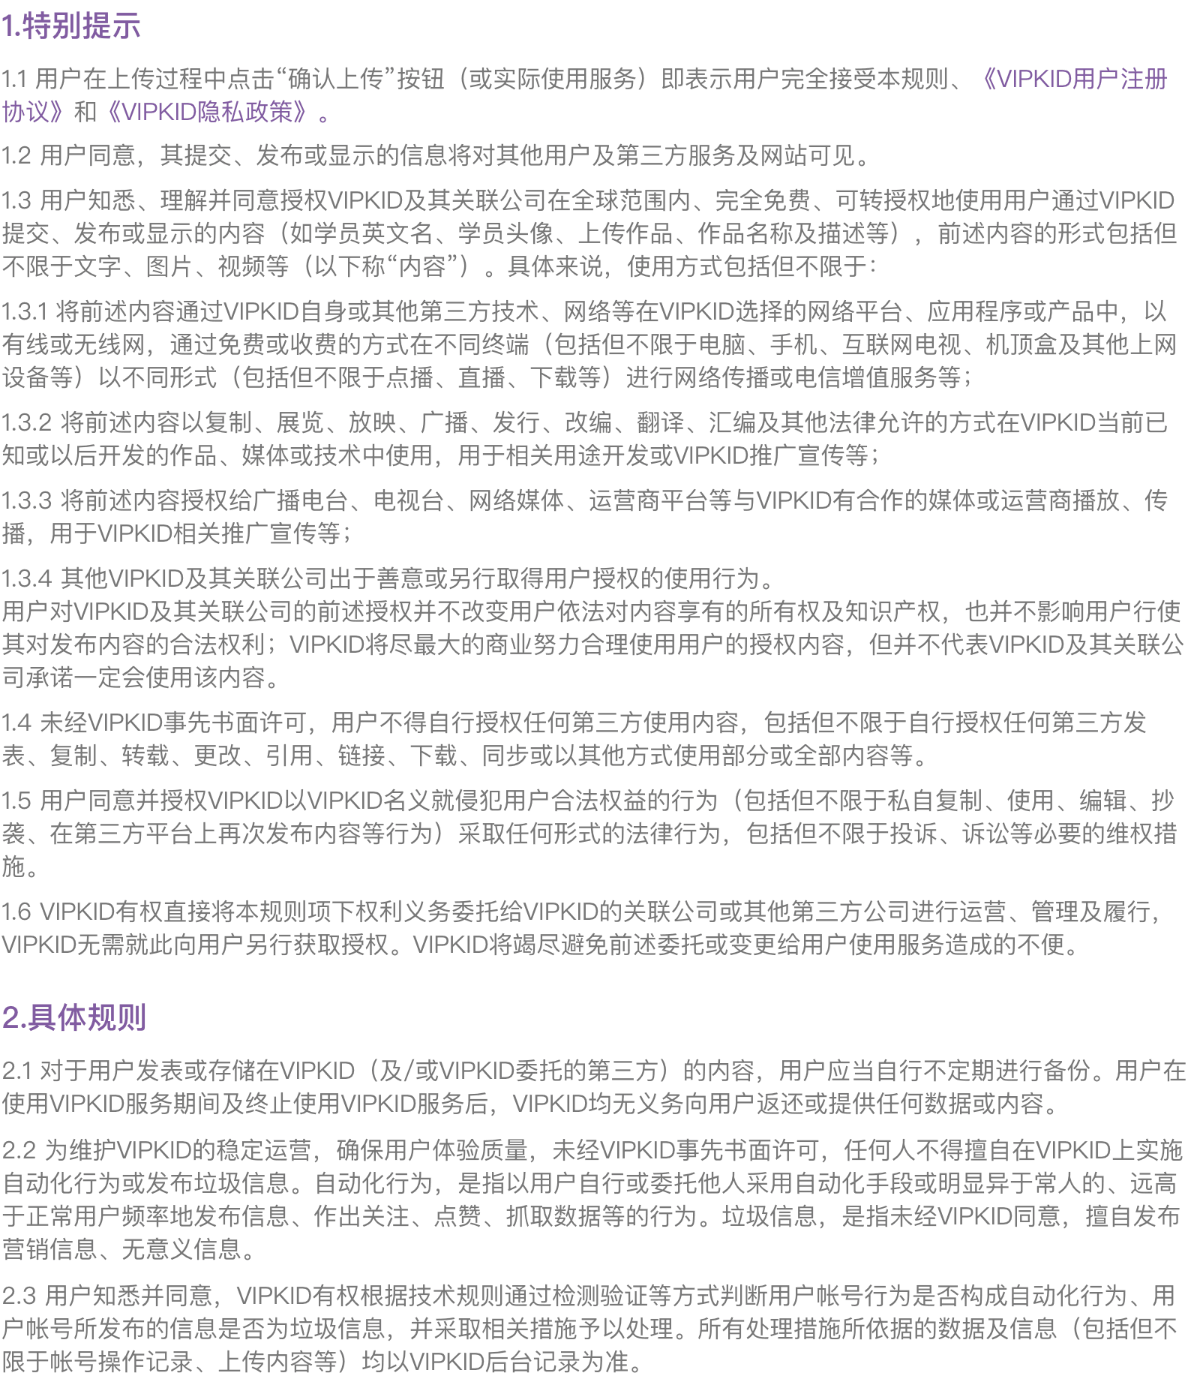 1.特别提示
1.1 用户在上传过程中点击“确认上传”按钮（或实际使用服务）即表示用户完全接受本规则、《VIPKID用户注册
协议》和《VIPKID隐私政策》。
1.2 用户同意，其提交、发布或显示的信息将对其他用户及第三方服务及网站可见。
1.3 用户知悉、理解并同意授权VIPKID及其关联公司在全球范围内、完全免费、可转授权地使用用户通过VIPKID
提交、发布或显示的内容（如学员英文名、学员头像、上传作品、作品名称及描述等），前述内容的形式包括但
不限于文字、图片、视频等（以下称“内容”）。具体来说，使用方式包括但不限于：
1.3.1 将前述内容通过VIPKID自身或其他第三方技术、网络等在VIPKID选择的网络平台、应用程序或产品中，以
有线或无线网，通过免费或收费的方式在不同终端（包括但不限于电脑、手机、互联网电视、机顶盒及其他上网
设备等）以不同形式（包括但不限于点播、直播、下载等）进行网络传播或电信增值服务等；
1.3.2 将前述内容以复制、展览、放映、广播、发行、改编、翻译、汇编及其他法律允许的方式在VIPKID当前已
知或以后开发的作品、媒体或技术中使用，用于相关用途开发或VIPKID推广宣传等；
1.3.3 将前述内容授权给广播电台、电视台、网络媒体、运营商平台等与VIPKID有合作的媒体或运营商播放、传
播，用于VIPKID相关推广宣传等；
1.3.4 其他VIPKID及其关联公司出于善意或另行取得用户授权的使用行为。
用户对VIPKID及其关联公司的前述授权并不改变用户依法对内容享有的所有权及知识产权，也并不影响用户行使
其对发布内容的合法权利；VIPKID将尽最大的商业努力合理使用用户的授权内容，但并不代表VIPKID及其关联公
司承诺一定会使用该内容。
1.4 未经VIPKID事先书面许可，用户不得自行授权任何第三方使用内容，包括但不限于自行授权任何第三方发
表、复制、转载、更改、引用、链接、下载、同步或以其他方式使用部分或全部内容等。
1.5 用户同意并授权VIPKID以VIPKID名义就侵犯用户合法权益的行为（包括但不限于私自复制、使用、编辑、抄
袭、在第三方平台上再次发布内容等行为）采取任何形式的法律行为，包括但不限于投诉、诉讼等必要的维权措
施。
1.6 VIPKID有权直接将本规则项下权利义务委托给VIPKID的关联公司或其他第三方公司进行运营、管理及履行，
VIPKID无需就此向用户另行获取授权。VIPKID将竭尽避免前述委托或变更给用户使用服务造成的不便。
2.具体规则
2.1 对于用户发表或存储在VIPKID（及/或VIPKID委托的第三方）的内容，用户应当自行不定期进行备份。用户在
使用VIPKID服务期间及终止使用VIPKID服务后，VIPKID均无义务向用户返还或提供任何数据或内容。
2.2 为维护VIPKID的稳定运营，确保用户体验质量，未经VIPKID事先书面许可，任何人不得擅自在VIPKID上实施
自动化行为或发布垃圾信息。自动化行为，是指以用户自行或委托他人采用自动化手段或明显异于常人的、远高
于正常用户频率地发布信息、作出关注、点赞、抓取数据等的行为。垃圾信息，是指未经VIPKID同意，擅自发布
营销信息、无意义信息。
2.3 用户知悉并同意，VIPKID有权根据技术规则通过检测验证等方式判断用户帐号行为是否构成自动化行为、用
户帐号所发布的信息是否为垃圾信息，并采取相关措施予以处理。所有处理措施所依据的数据及信息（包括但不
限于帐号操作记录、上传内容等）均以VIPKID后台记录为准。